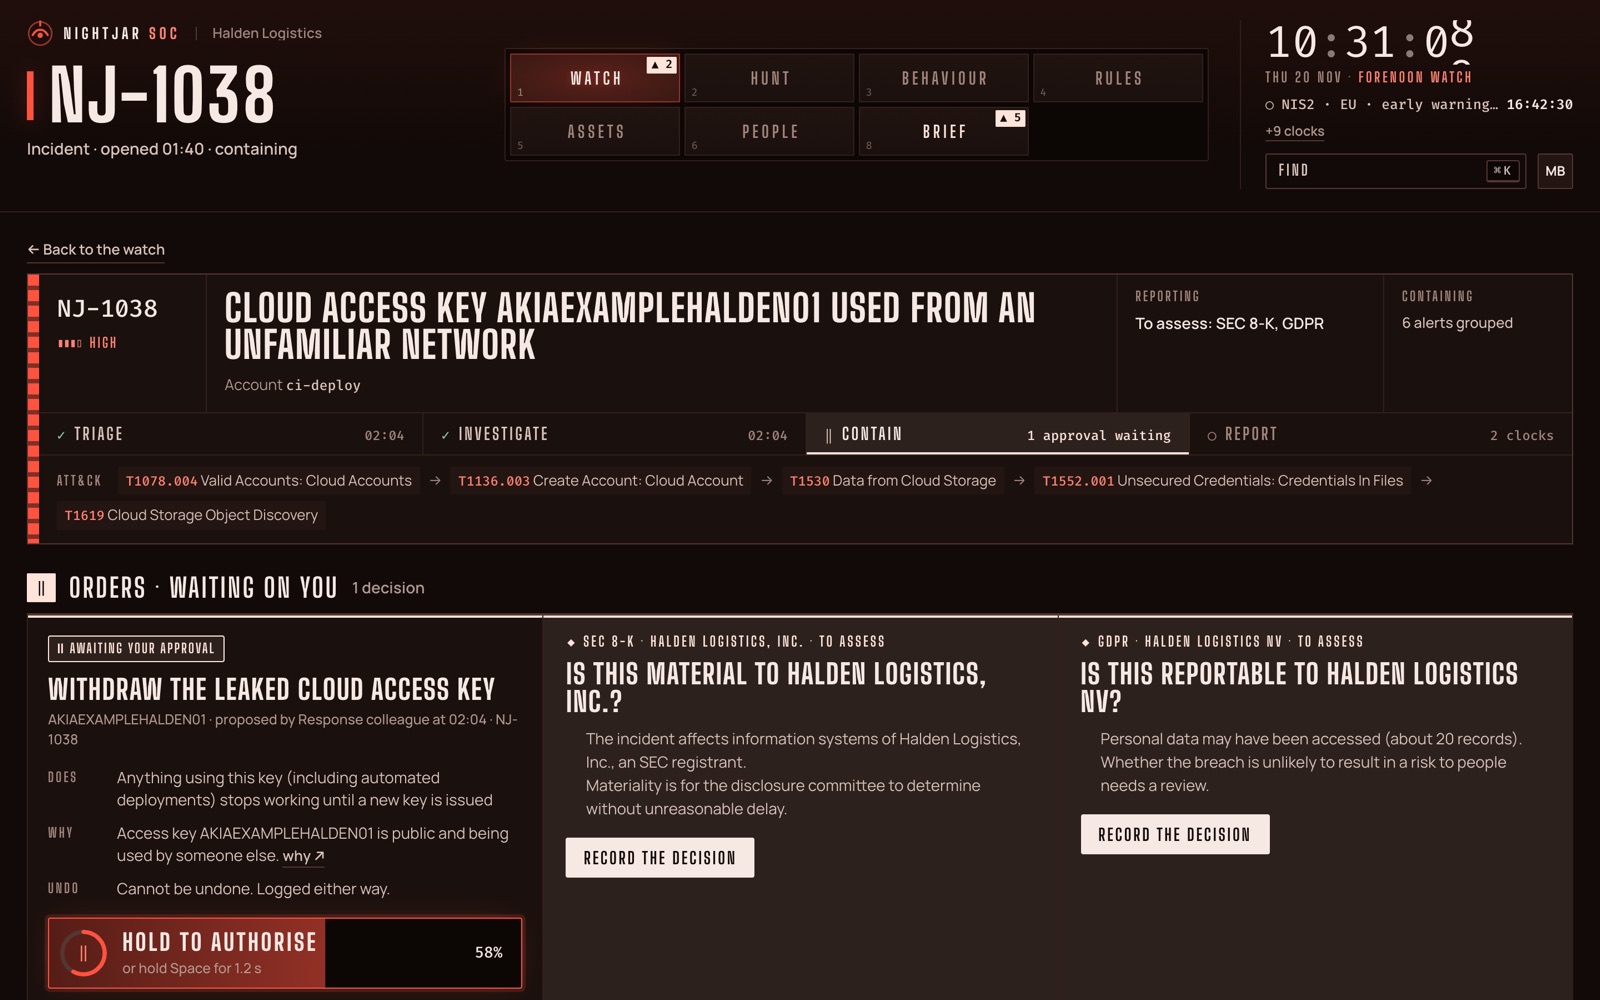 NIGHTJAR SOC | Halden Logistics
NJ-1038
Incident · opened 01:40 · containing
WATCH ▲ 2
1
HUNT
2
BEHAVIOUR
3
RULES
4
ASSETS
5
PEOPLE
6
BRIEF ▲ 5
8
10:31:08
THU 20 NOV · FORENOON WATCH
○ NIS2 · EU · early warning… 16:42:30
+9 clocks
FIND ⌘K
MB
← Back to the watch
NJ-1038
HIGH
CLOUD ACCESS KEY AKIAEXAMPLEHALDEN01 USED FROM AN
UNFAMILIAR NETWORK
Account ci-deploy
REPORTING
To assess: SEC 8-K, GDPR
CONTAINING
6 alerts grouped
✓ TRIAGE 02:04
✓ INVESTIGATE 02:04
|| CONTAIN 1 approval waiting
○ REPORT 2 clocks
ATT&CK T1078.004 Valid Accounts: Cloud Accounts → T1136.003 Create Account: Cloud Account → T1530 Data from Cloud Storage → T1552.001 Unsecured Credentials: Credentials In Files →
T1619 Cloud Storage Object Discovery
|| ORDERS · WAITING ON YOU 1 decision
|| AWAITING YOUR APPROVAL
WITHDRAW THE LEAKED CLOUD ACCESS KEY
AKIAEXAMPLEHALDEN01 · proposed by Response colleague at 02:04 · NJ-
1038
DOES Anything using this key (including automated
deployments) stops working until a new key is issued
WHY Access key AKIAEXAMPLEHALDEN01 is public and being
used by someone else. why ↗
UNDO Cannot be undone. Logged either way.
|| HOLD TO AUTHORISE
or hold Space for 1.2 s
58%
◆ SEC 8-K · HALDEN LOGISTICS, INC. · TO ASSESS
IS THIS MATERIAL TO HALDEN LOGISTICS,
INC.?
The incident affects information systems of Halden Logistics,
Inc., an SEC registrant.
Materiality is for the disclosure committee to determine
without unreasonable delay.
RECORD THE DECISION
◆ GDPR · HALDEN LOGISTICS NV · TO ASSESS
IS THIS REPORTABLE TO HALDEN LOGISTICS
NV?
Personal data may have been accessed (about 20 records).
Whether the breach is unlikely to result in a risk to people
needs a review.
RECORD THE DECISION